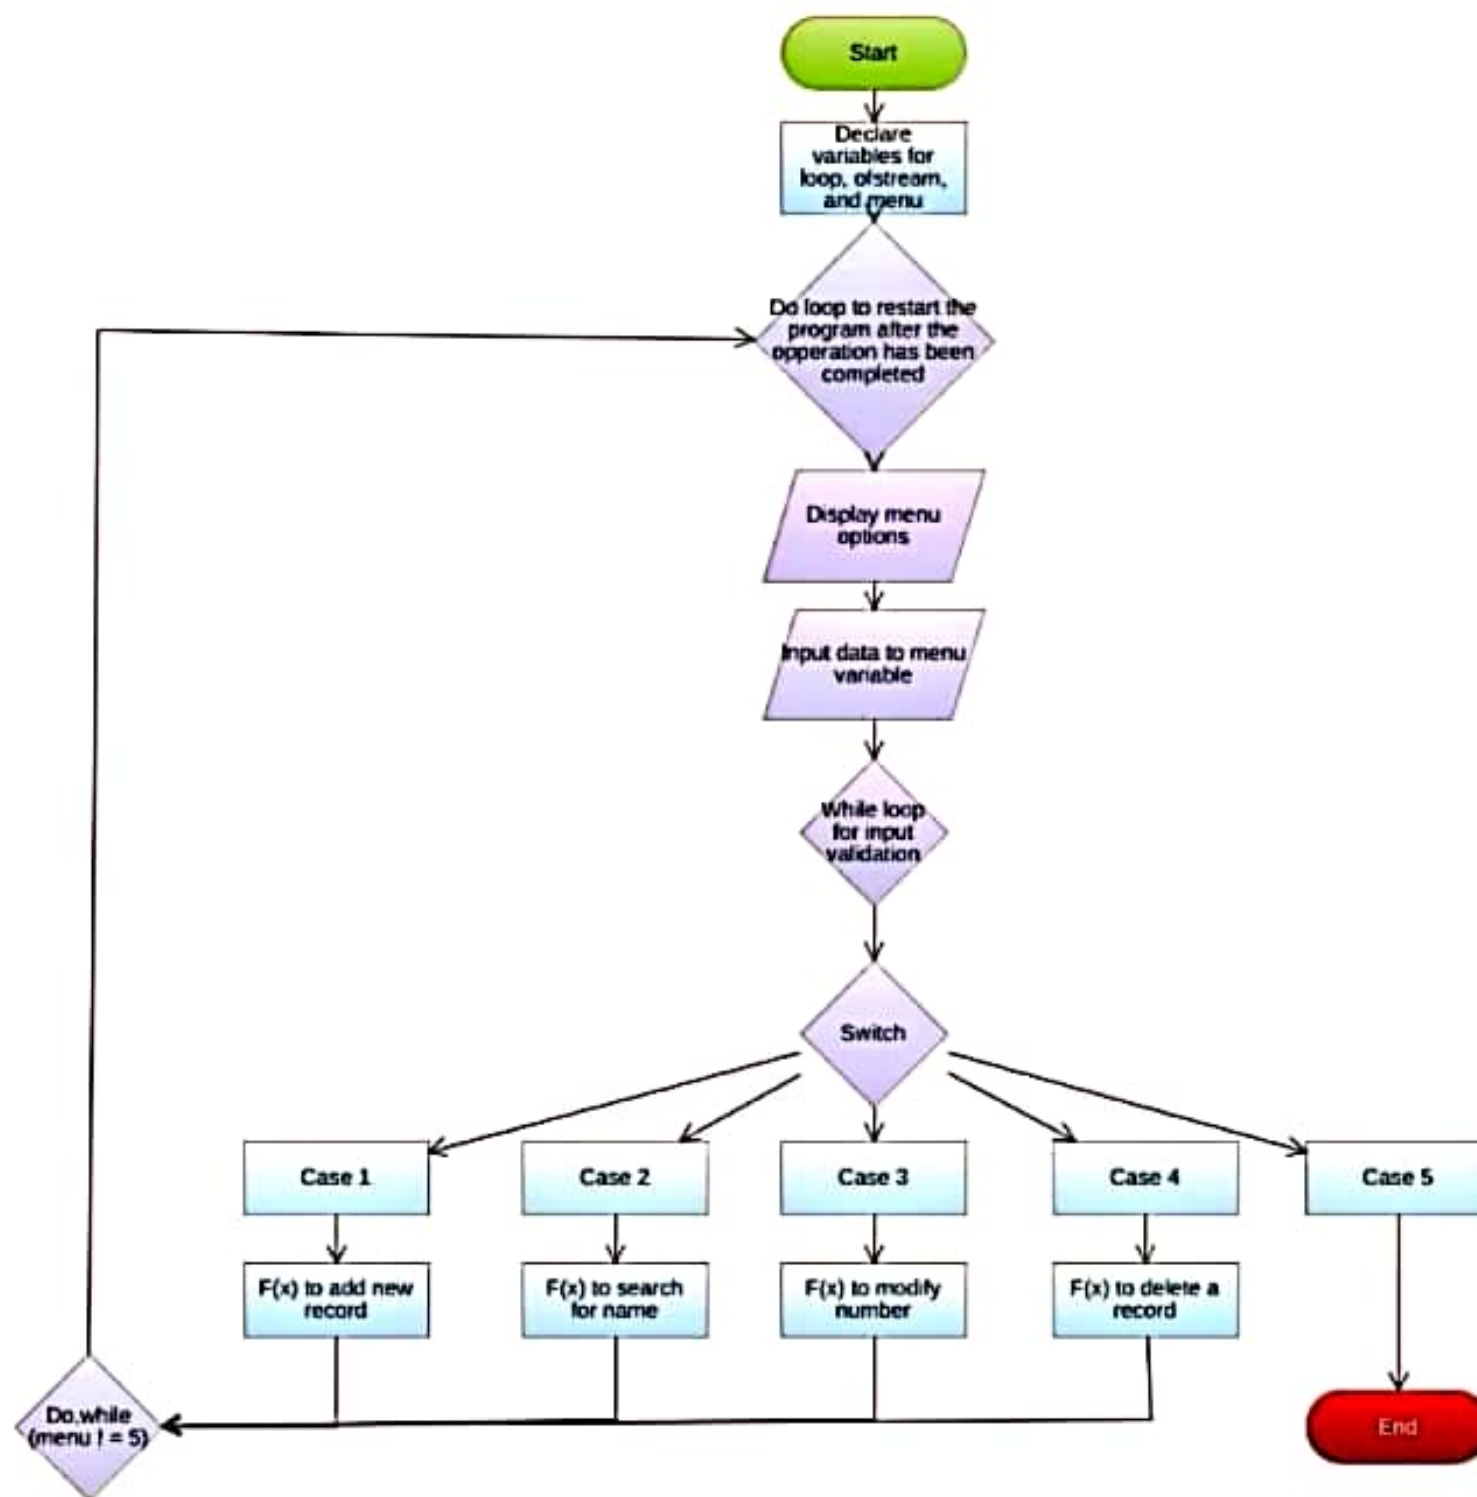 Start
Declare
variables for
loop, ofstream,
and menu
Do loop to restart the
program after the
opperation has been
completed
Display menu
options
Input data to menu
variable
While loop
for input
validation
Switch
Case 1
Case 2
Case 3
Case 4
Case 5
F(x) to add new
record
F(x) to search
for name
F(x) to modify
number
F(x) to delete a
record
Do,while
(menu ! = 5)
End